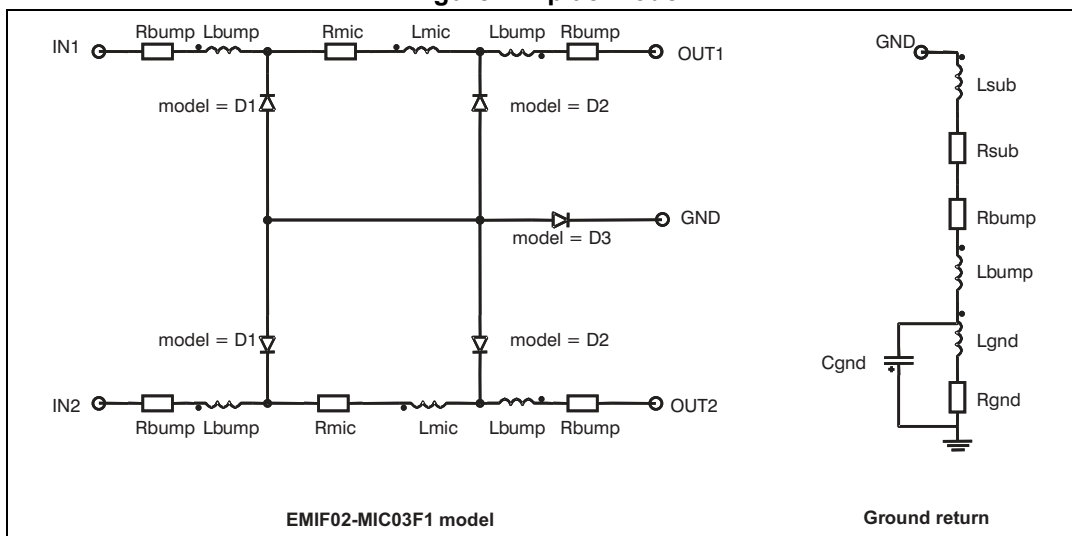 Rbump Lbump Rmic Lmic Lbump Rbump
IN1 OUT1
model = D1 model = D2
GND
model = D3
model = D1 model = D2
IN2 OUT2
Rbump Lbump Rmic Lmic Lbump Rbump
EMIF02-MIC03F1 model
GND
Lsub
Rsub
Rbump
Lbump
Lgnd
Cgnd
Rgnd
Ground return